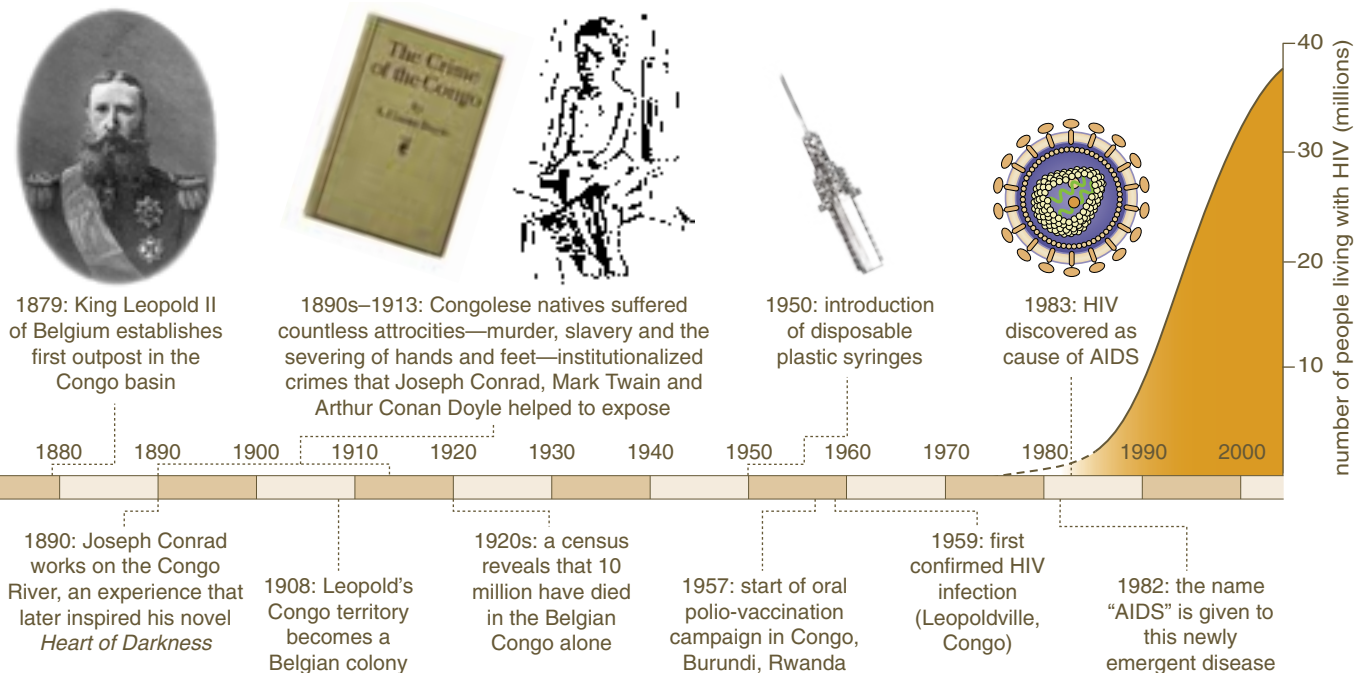 The Crime
of the Congo
By
A. Conan Doyle
1879: King Leopold II
of Belgium establishes
first outpost in the
Congo basin
1890s–1913: Congolese natives suffered
countless attrocities—murder, slavery and the
severing of hands and feet—institutionalized
crimes that Joseph Conrad, Mark Twain and
Arthur Conan Doyle helped to expose
1950: introduction
of disposable
plastic syringes
1983: HIV
discovered as
cause of AIDS
40
30
20
10
number of people living with HIV (millions)
1880 1890 1900 1910 1920 1930 1940 1950 1960 1970 1980 1990 2000
1890: Joseph Conrad
works on the Congo
River, an experience that
later inspired his novel
Heart of Darkness
1908: Leopold's
Congo territory
becomes a
Belgian colony
1920s: a census
reveals that 10
million have died
in the Belgian
Congo alone
1957: start of oral
polio-vaccination
campaign in Congo,
Burundi, Rwanda
1959: first
confirmed HIV
infection
(Leopoldville,
Congo)
1982: the name
“AIDS” is given to
this newly
emergent disease